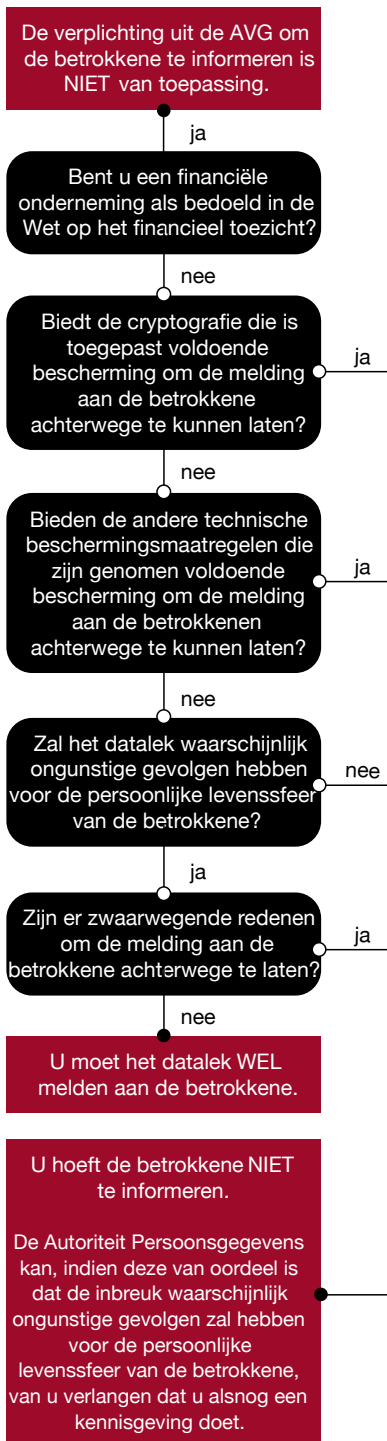 De verplichting uit de AVG om
de betrokkene te informeren is
NIET van toepassing.
ja
Bent u een financiële
onderneming als bedoeld in de
Wet op het financieel toezicht?
nee
Biedt de cryptografie die is
toegepast voldoende
bescherming om de melding
aan de betrokkene
achterwege te kunnen laten?
ja
nee
Bieden de andere technische
beschermingsmaatregelen die
zijn genomen voldoende
bescherming om de melding
aan de betrokkenen
achterwege te kunnen laten?
ja
nee
Zal het datalek waarschijnlijk
ongunstige gevolgen hebben
voor de persoonlijke levenssfeer
van de betrokkene?
nee
ja
Zijn er zwaarwegende redenen
om de melding aan de
betrokkene achterwege te laten?
ja
nee
U moet het datalek WEL
melden aan de betrokkene.
U hoeft de betrokkene NIET
te informeren.
De Autoriteit Persoonsgegevens
kan, indien deze van oordeel is
dat de inbreuk waarschijnlijk
ongunstige gevolgen zal hebben
voor de persoonlijke
levenssfeer van de betrokkene,
van u verlangen dat u alsnog een
kennisgeving doet.